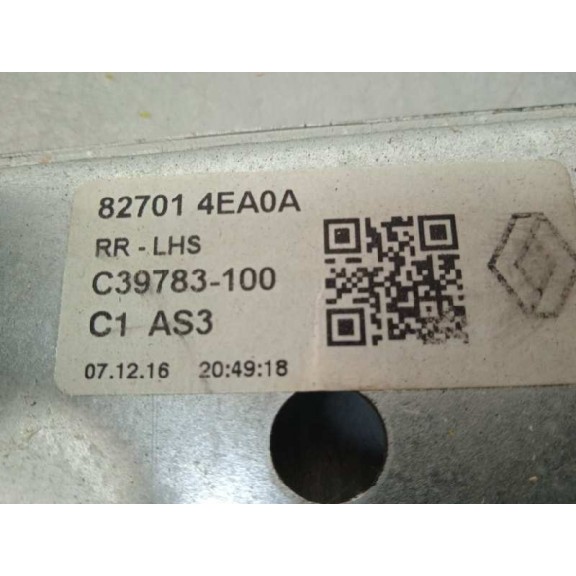 82701 4EA0A
RR - LHS
C39783-100
C1 AS3
07.12.16 20:49:18